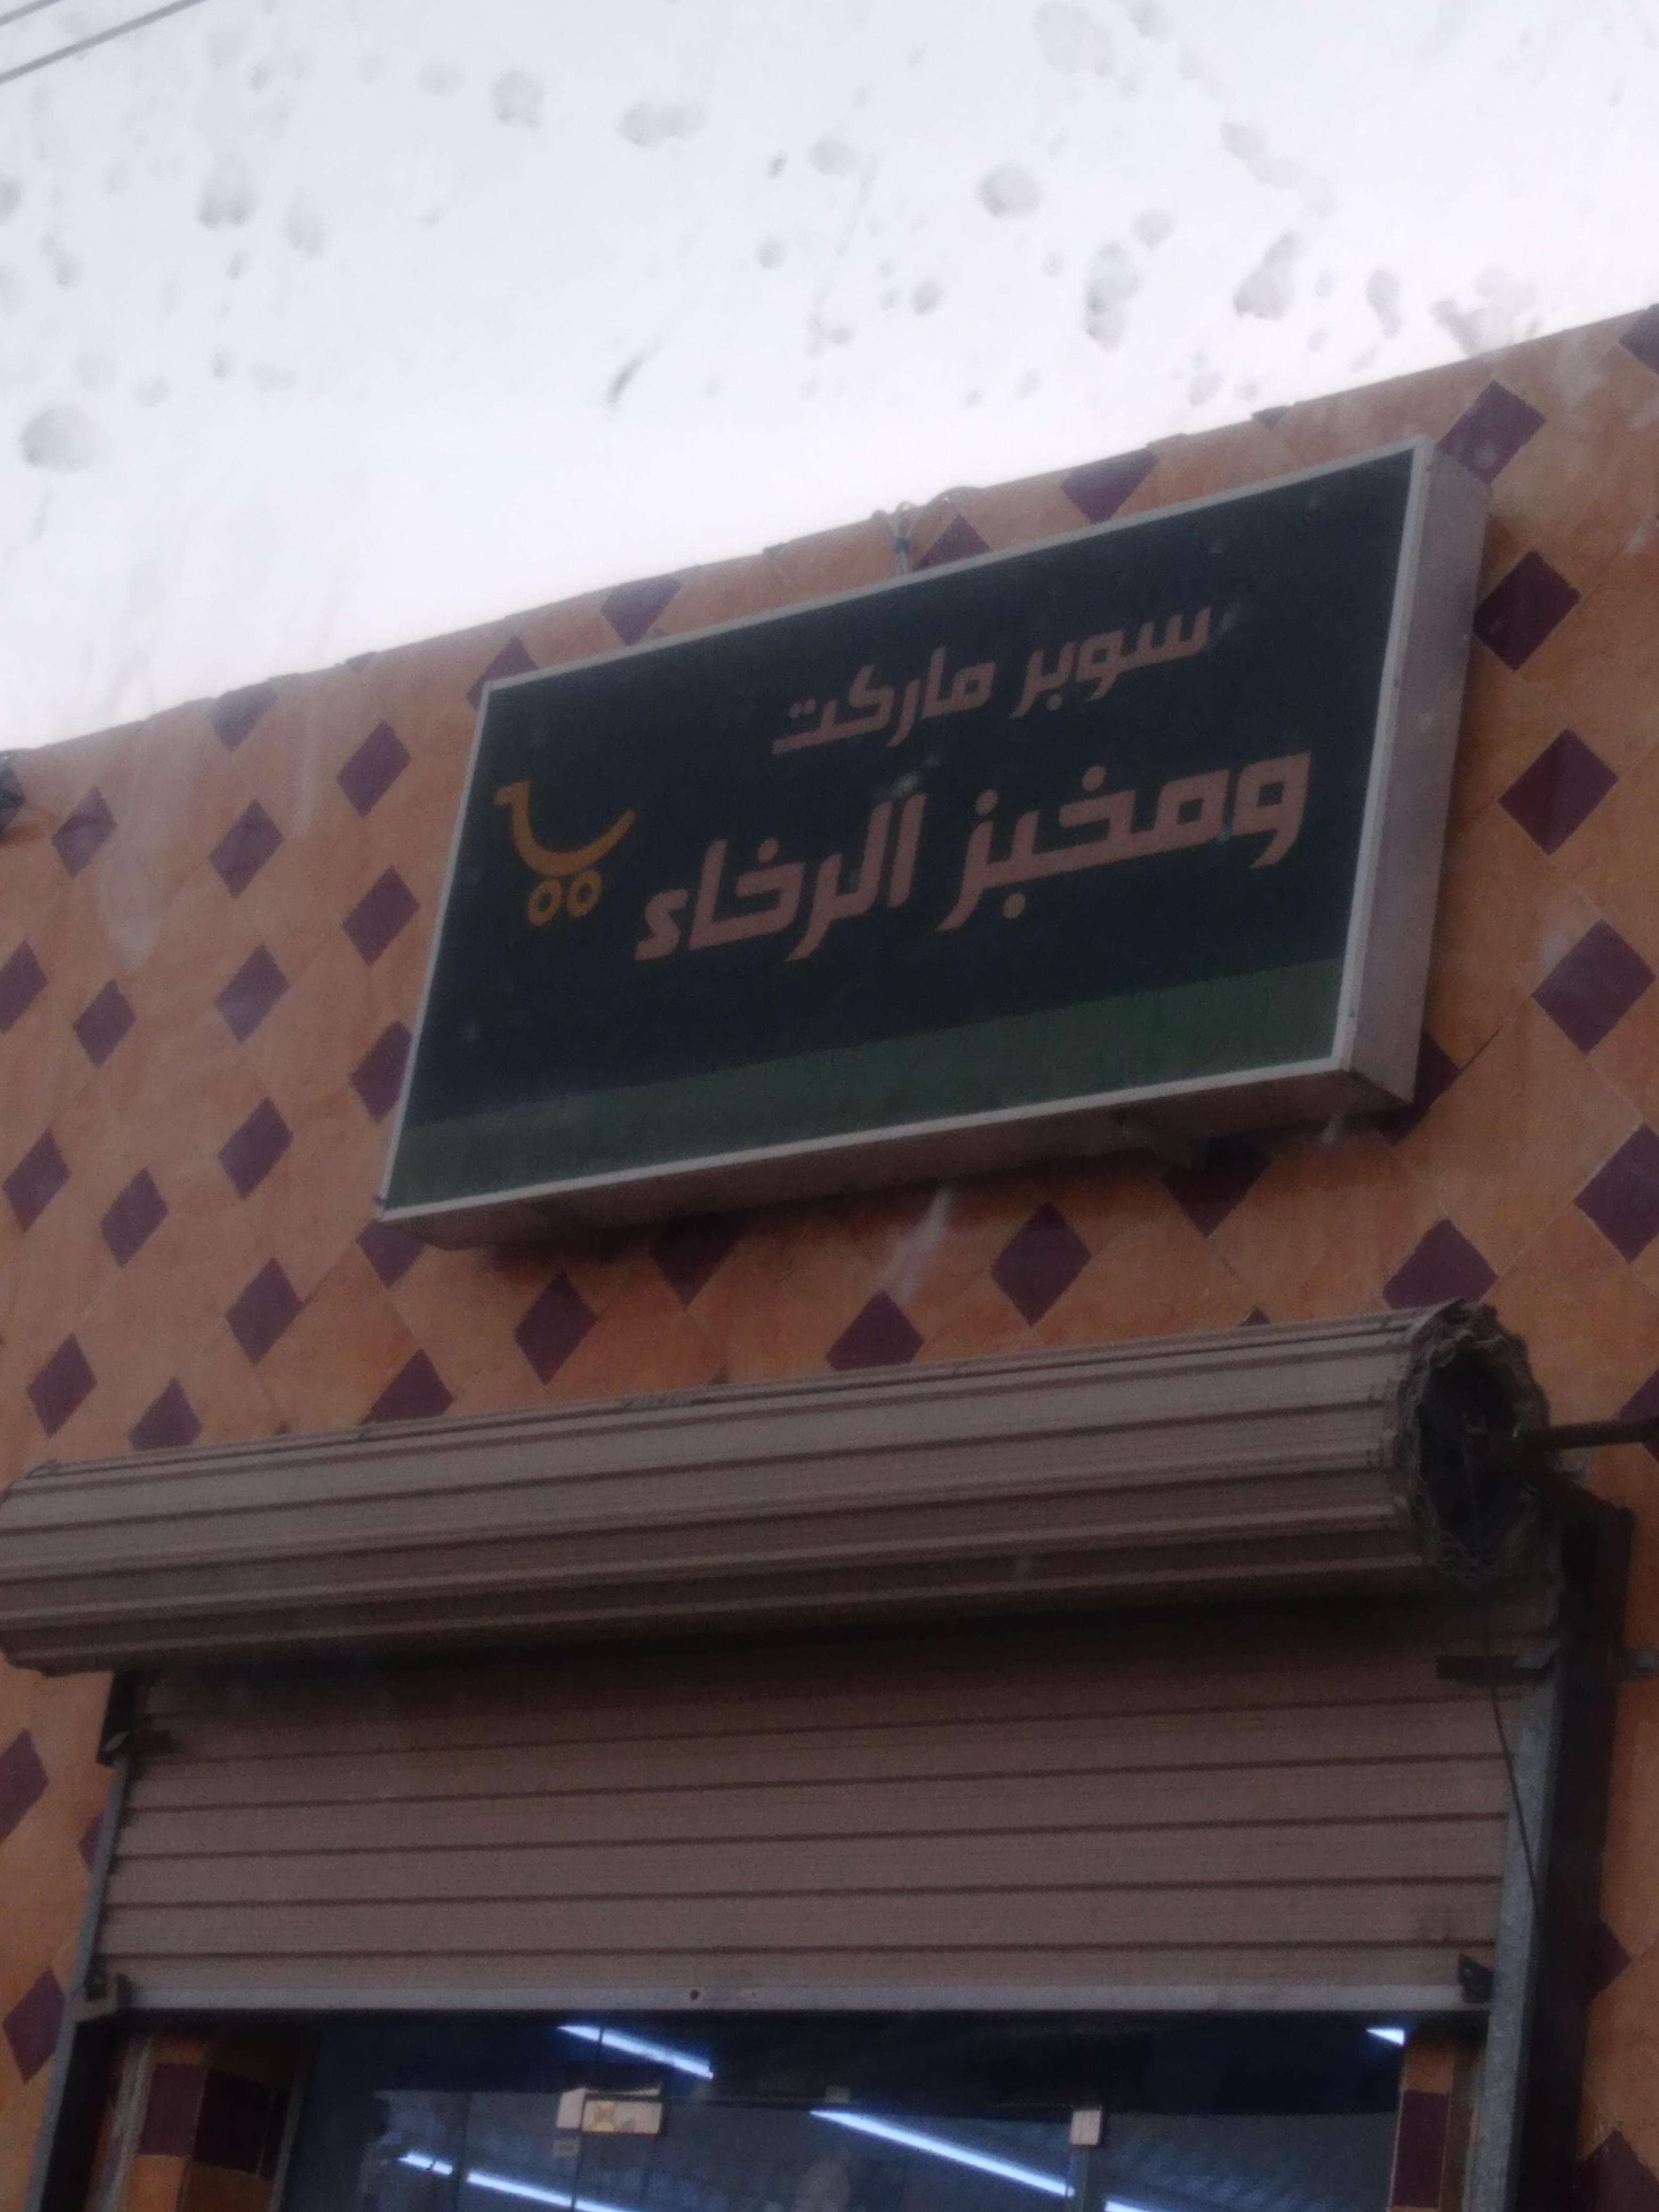 سوبر ماركت
ومخبز الرخاء